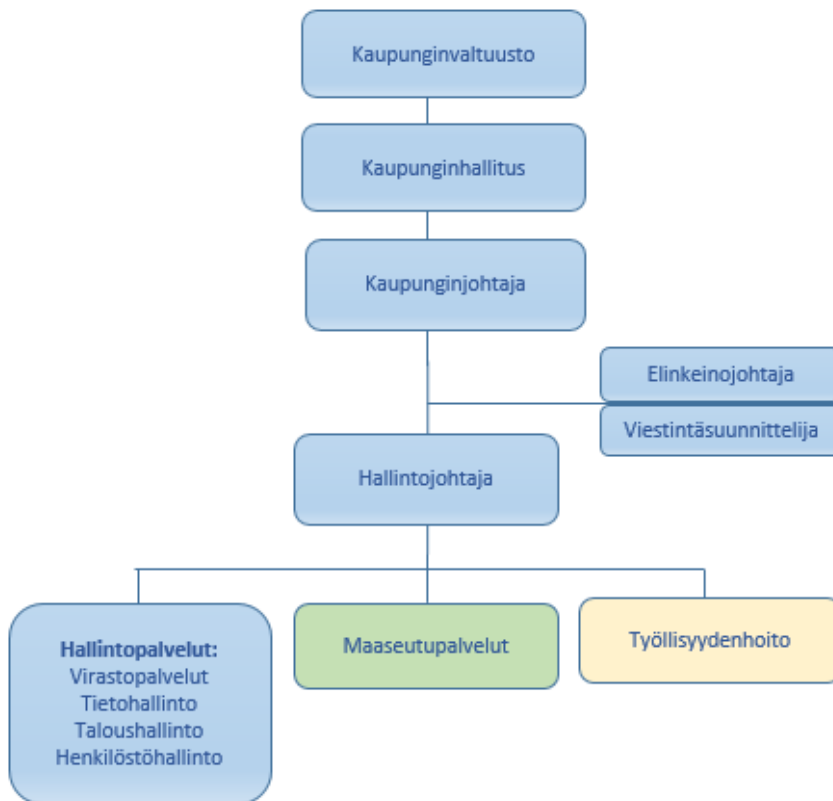 Kaupunginvaltuusto
Kaupunginhallitus
Kaupunginjohtaja
Elinkeinojohtaja
Viestintäsuunnittelija
Hallintojohtaja
Hallintopalvelut:
Virastopalvelut
Tietohallinto
Taloushallinto
Henkilöstöhallinto
Maaseutupalvelut
Työllisyydenhoito